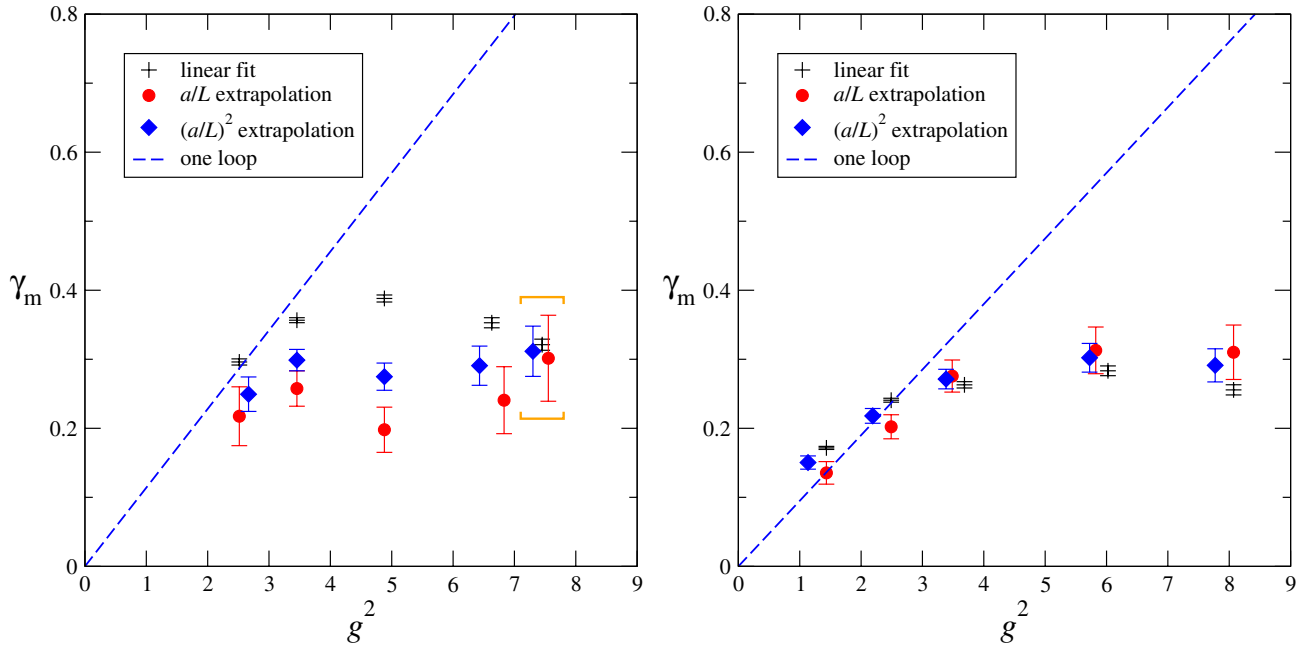 0.8
0.6
0.4
0.2
0
γm
linear fit
a/L extrapolation
(a/L)² extrapolation
one loop
0 1 2 3 4 5 6 7 8 9
g²
0.8
0.6
0.4
0.2
0
γm
linear fit
a/L extrapolation
(a/L)² extrapolation
one loop
0 1 2 3 4 5 6 7 8 9
g²